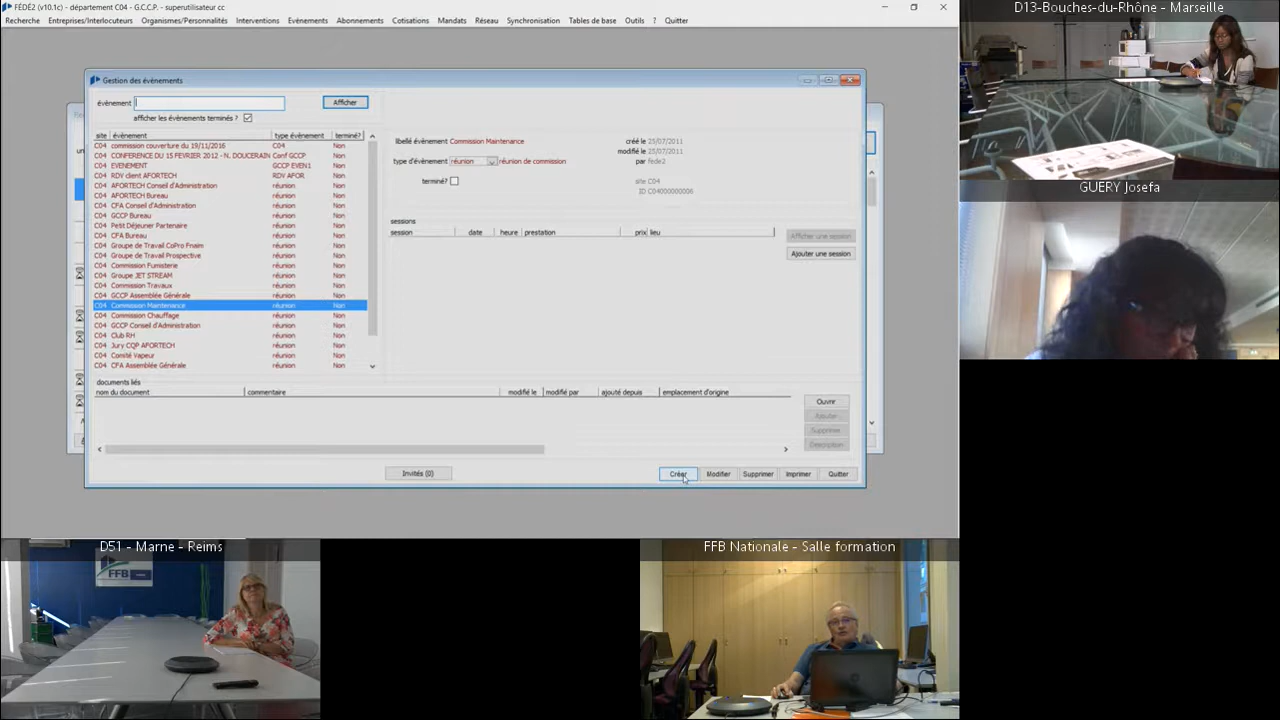 FÉDÉ2 (v10.1c) - département C04 - G.C.C.P. - superutilisateur cc
Recherche Entreprises/Interlocuteurs Organismes/Personnalités Interventions Evénements Abonnements Cotisations Mandats Réseau Synchronisation Tables de base Outils ? Quitter
Gestion des évènements
évènement Afficher
afficher les évènements terminés ?
site évènement type évènement terminé?
C04 commission couverture du 19/11/2016 C04 Non
C04 CONFERENCE DU 15 FEVRIER 2012 - N. DOUCERAIN Conf GCCP Non
C04 EVENEMENT GCCP EVEN1 Non
C04 RDV client AFORTECH RDV AFOR. Non
C04 AFORTECH Conseil d'Administration réunion Non
C04 AFORTECH Bureau réunion Non
C04 CFA Conseil d'Administration réunion Non
C04 GCCP Bureau réunion Non
C04 Petit Déjeuner Partenaire réunion Non
C04 CFA Bureau réunion Non
C04 Groupe de Travail CoPro Fnaim réunion Non
C04 Groupe de Travail Prospective réunion Non
C04 Commission Fumisterie réunion Non
C04 Groupe JET STREAM réunion Non
C04 Commission Travaux réunion Non
C04 GCCP Assemblée Générale réunion Non
C04 Commission Maintenance réunion Non
C04 Commission Chauffage réunion Non
C04 GCCP Conseil d'Administration réunion Non
C04 Club RH réunion Non
C04 Jury CQP AFORTECH réunion Non
C04 Comité Vapeur réunion Non
C04 CFA Assemblée Générale réunion Non
libellé évènement Commission Maintenance
type d'évènement réunion réunion de commission
terminé?
créé le 25/07/2011
modifié le 25/07/2011
par fede2
site C04
ID C04000000006
sessions
session date heure prestation prix lieu
Afficher une session
Ajouter une session
documents liés
nom du document commentaire modifié le modifié par ajouté depuis emplacement d'origine
Ouvrir
Ajouter
Supprimer
Description
Invités (0) Créer Modifier Supprimer Imprimer Quitter
D13-Bouches-du-Rhône - Marseille
GUERY Josefa
D51 - Marne - Reims
FFB
FFB Nationale - Salle formation